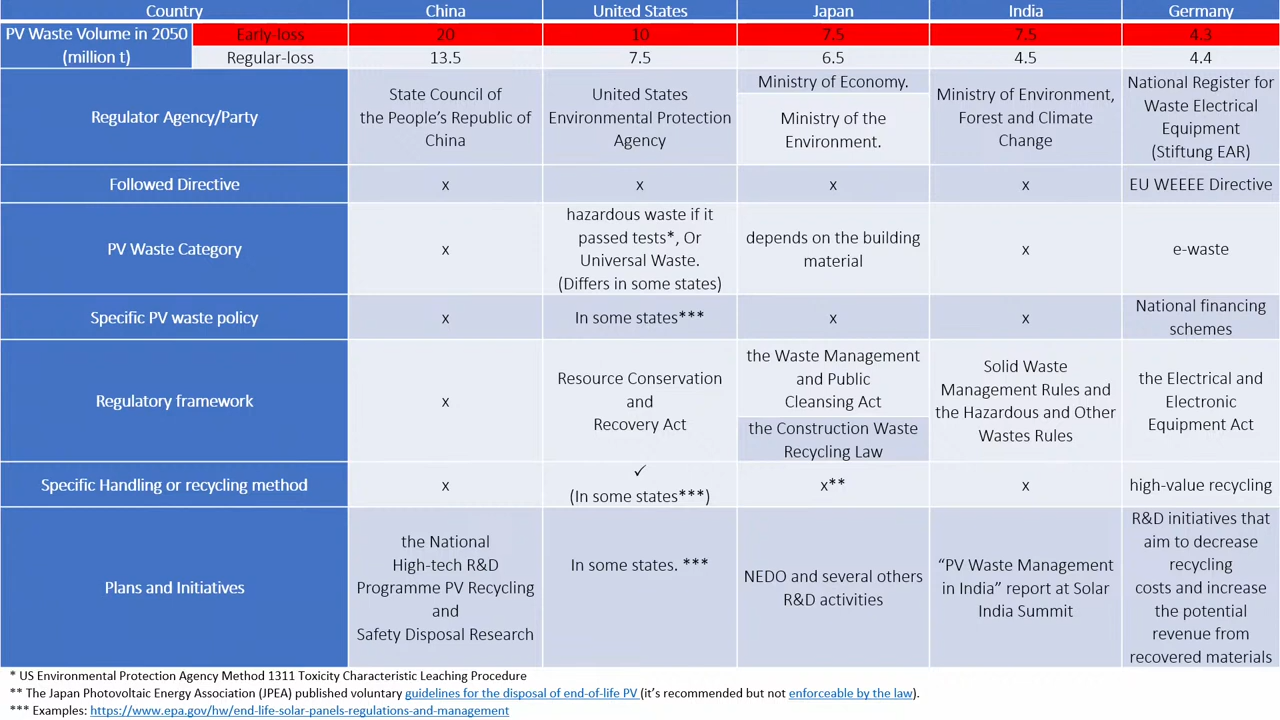 Country China United States Japan India Germany
PV Waste Volume in 2050
(million t)
Early-loss 20 10 7.5 7.5 4.3
Regular-loss 13.5 7.5 6.5 4.5 4.4
Regulator Agency/Party
State Council of
the People's Republic of
China
United States
Environmental Protection
Agency
Ministry of Economy.
Ministry of the
Environment.
Ministry of Environment,
Forest and Climate
Change
National Register for
Waste Electrical
Equipment
(Stiftung EAR)
Followed Directive x x x x EU WEEEE Directive
PV Waste Category
x
hazardous waste if it
passed tests*, Or
Universal Waste.
(Differs in some states)
depends on the building
material
x
e-waste
Specific PV waste policy
x
In some states***
x
x
National financing
schemes
Regulatory framework
x
Resource Conservation
and
Recovery Act
the Waste Management
and Public
Cleansing Act
the Construction Waste
Recycling Law
Solid Waste
Management Rules and
the Hazardous and Other
Wastes Rules
the Electrical and
Electronic
Equipment Act
Specific Handling or recycling method
x
✓
(In some states***)
x**
x
high-value recycling
Plans and Initiatives
the National
High-tech R&D
Programme PV Recycling
and
Safety Disposal Research
In some states. ***
NEDO and several others
R&D activities
"PV Waste Management
in India" report at Solar
India Summit
R&D initiatives that
aim to decrease
recycling
costs and increase
the potential
revenue from
recovered materials
* US Environmental Protection Agency Method 1311 Toxicity Characteristic Leaching Procedure
** The Japan Photovoltaic Energy Association (JPEA) published voluntary guidelines for the disposal of end-of-life PV (it's recommended but not enforceable by the law).
*** Examples: https://www.epa.gov/hw/end-life-solar-panels-regulations-and-management